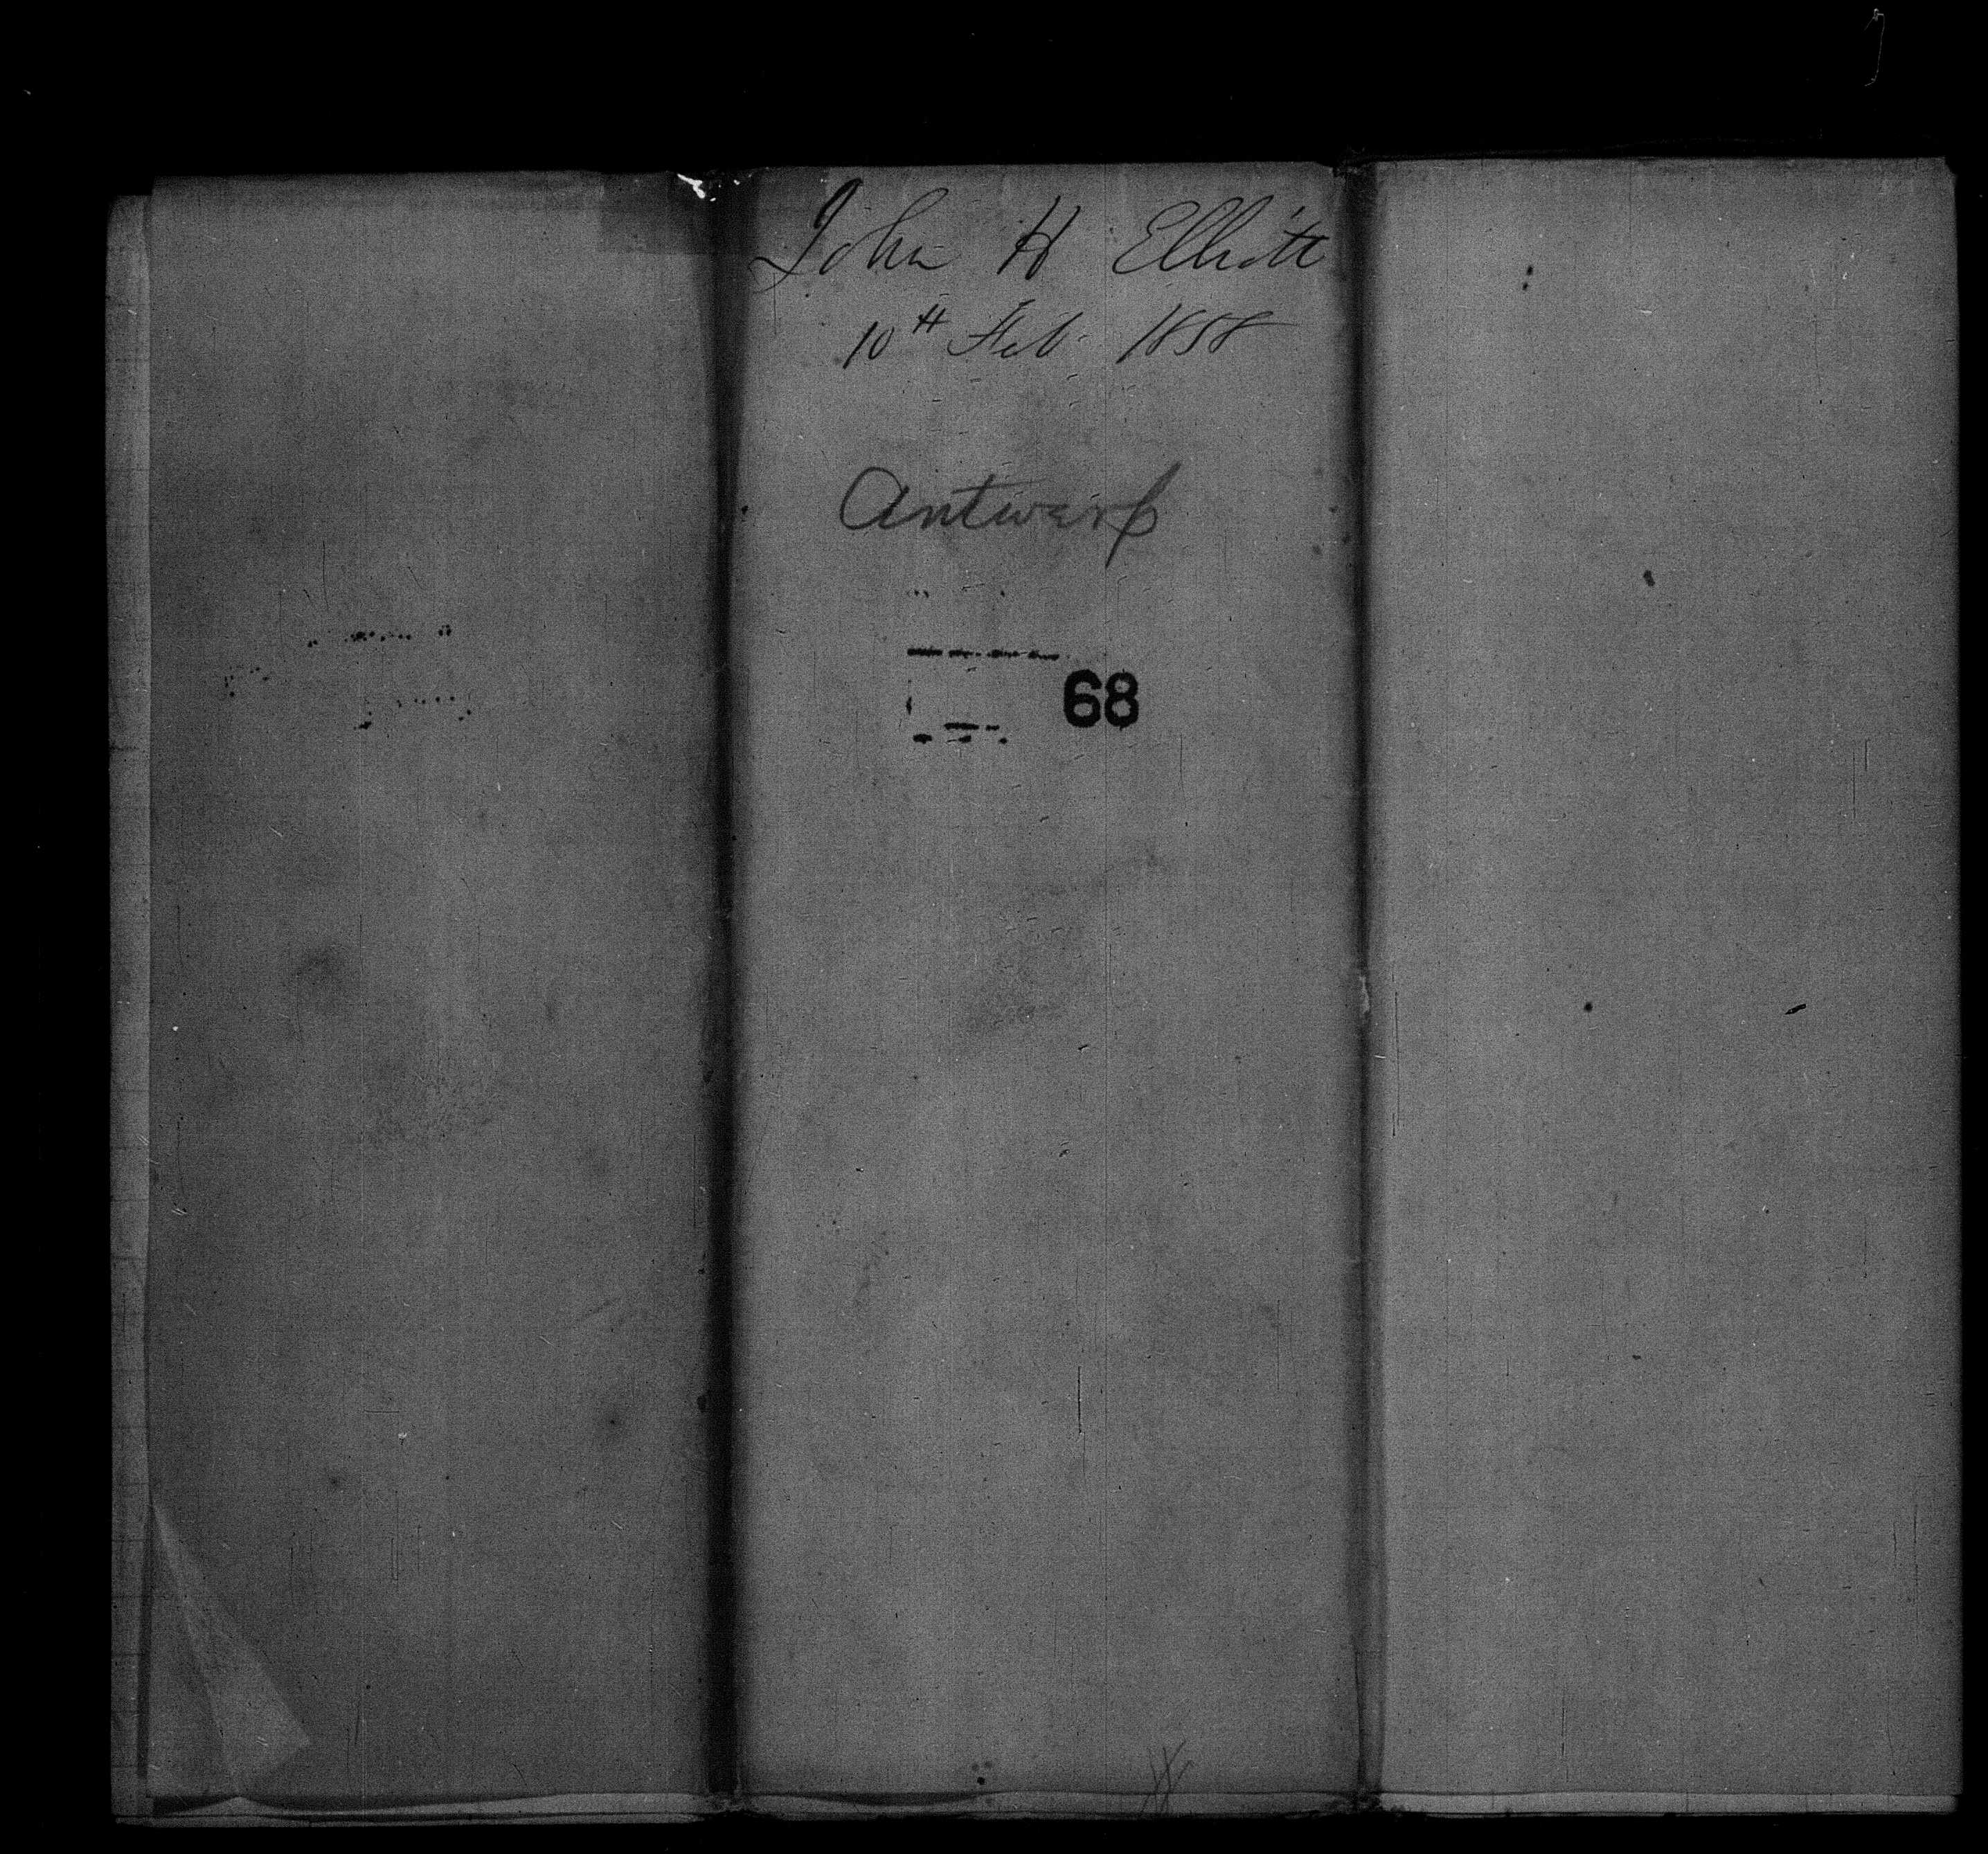 John H Elliott
10th Feb. 1858
Antwerp
68